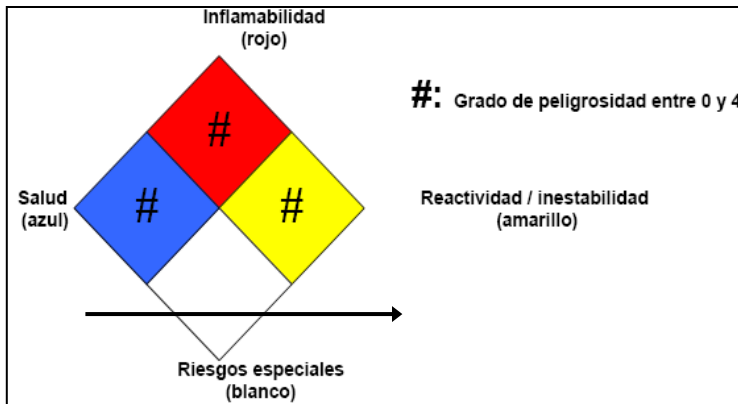 Inflamabilidad
(rojo)
#: Grado de peligrosidad entre 0 y 4
#
Salud
(azul)
#
#
Reactividad / inestabilidad
(amarillo)
Riesgos especiales
(blanco)